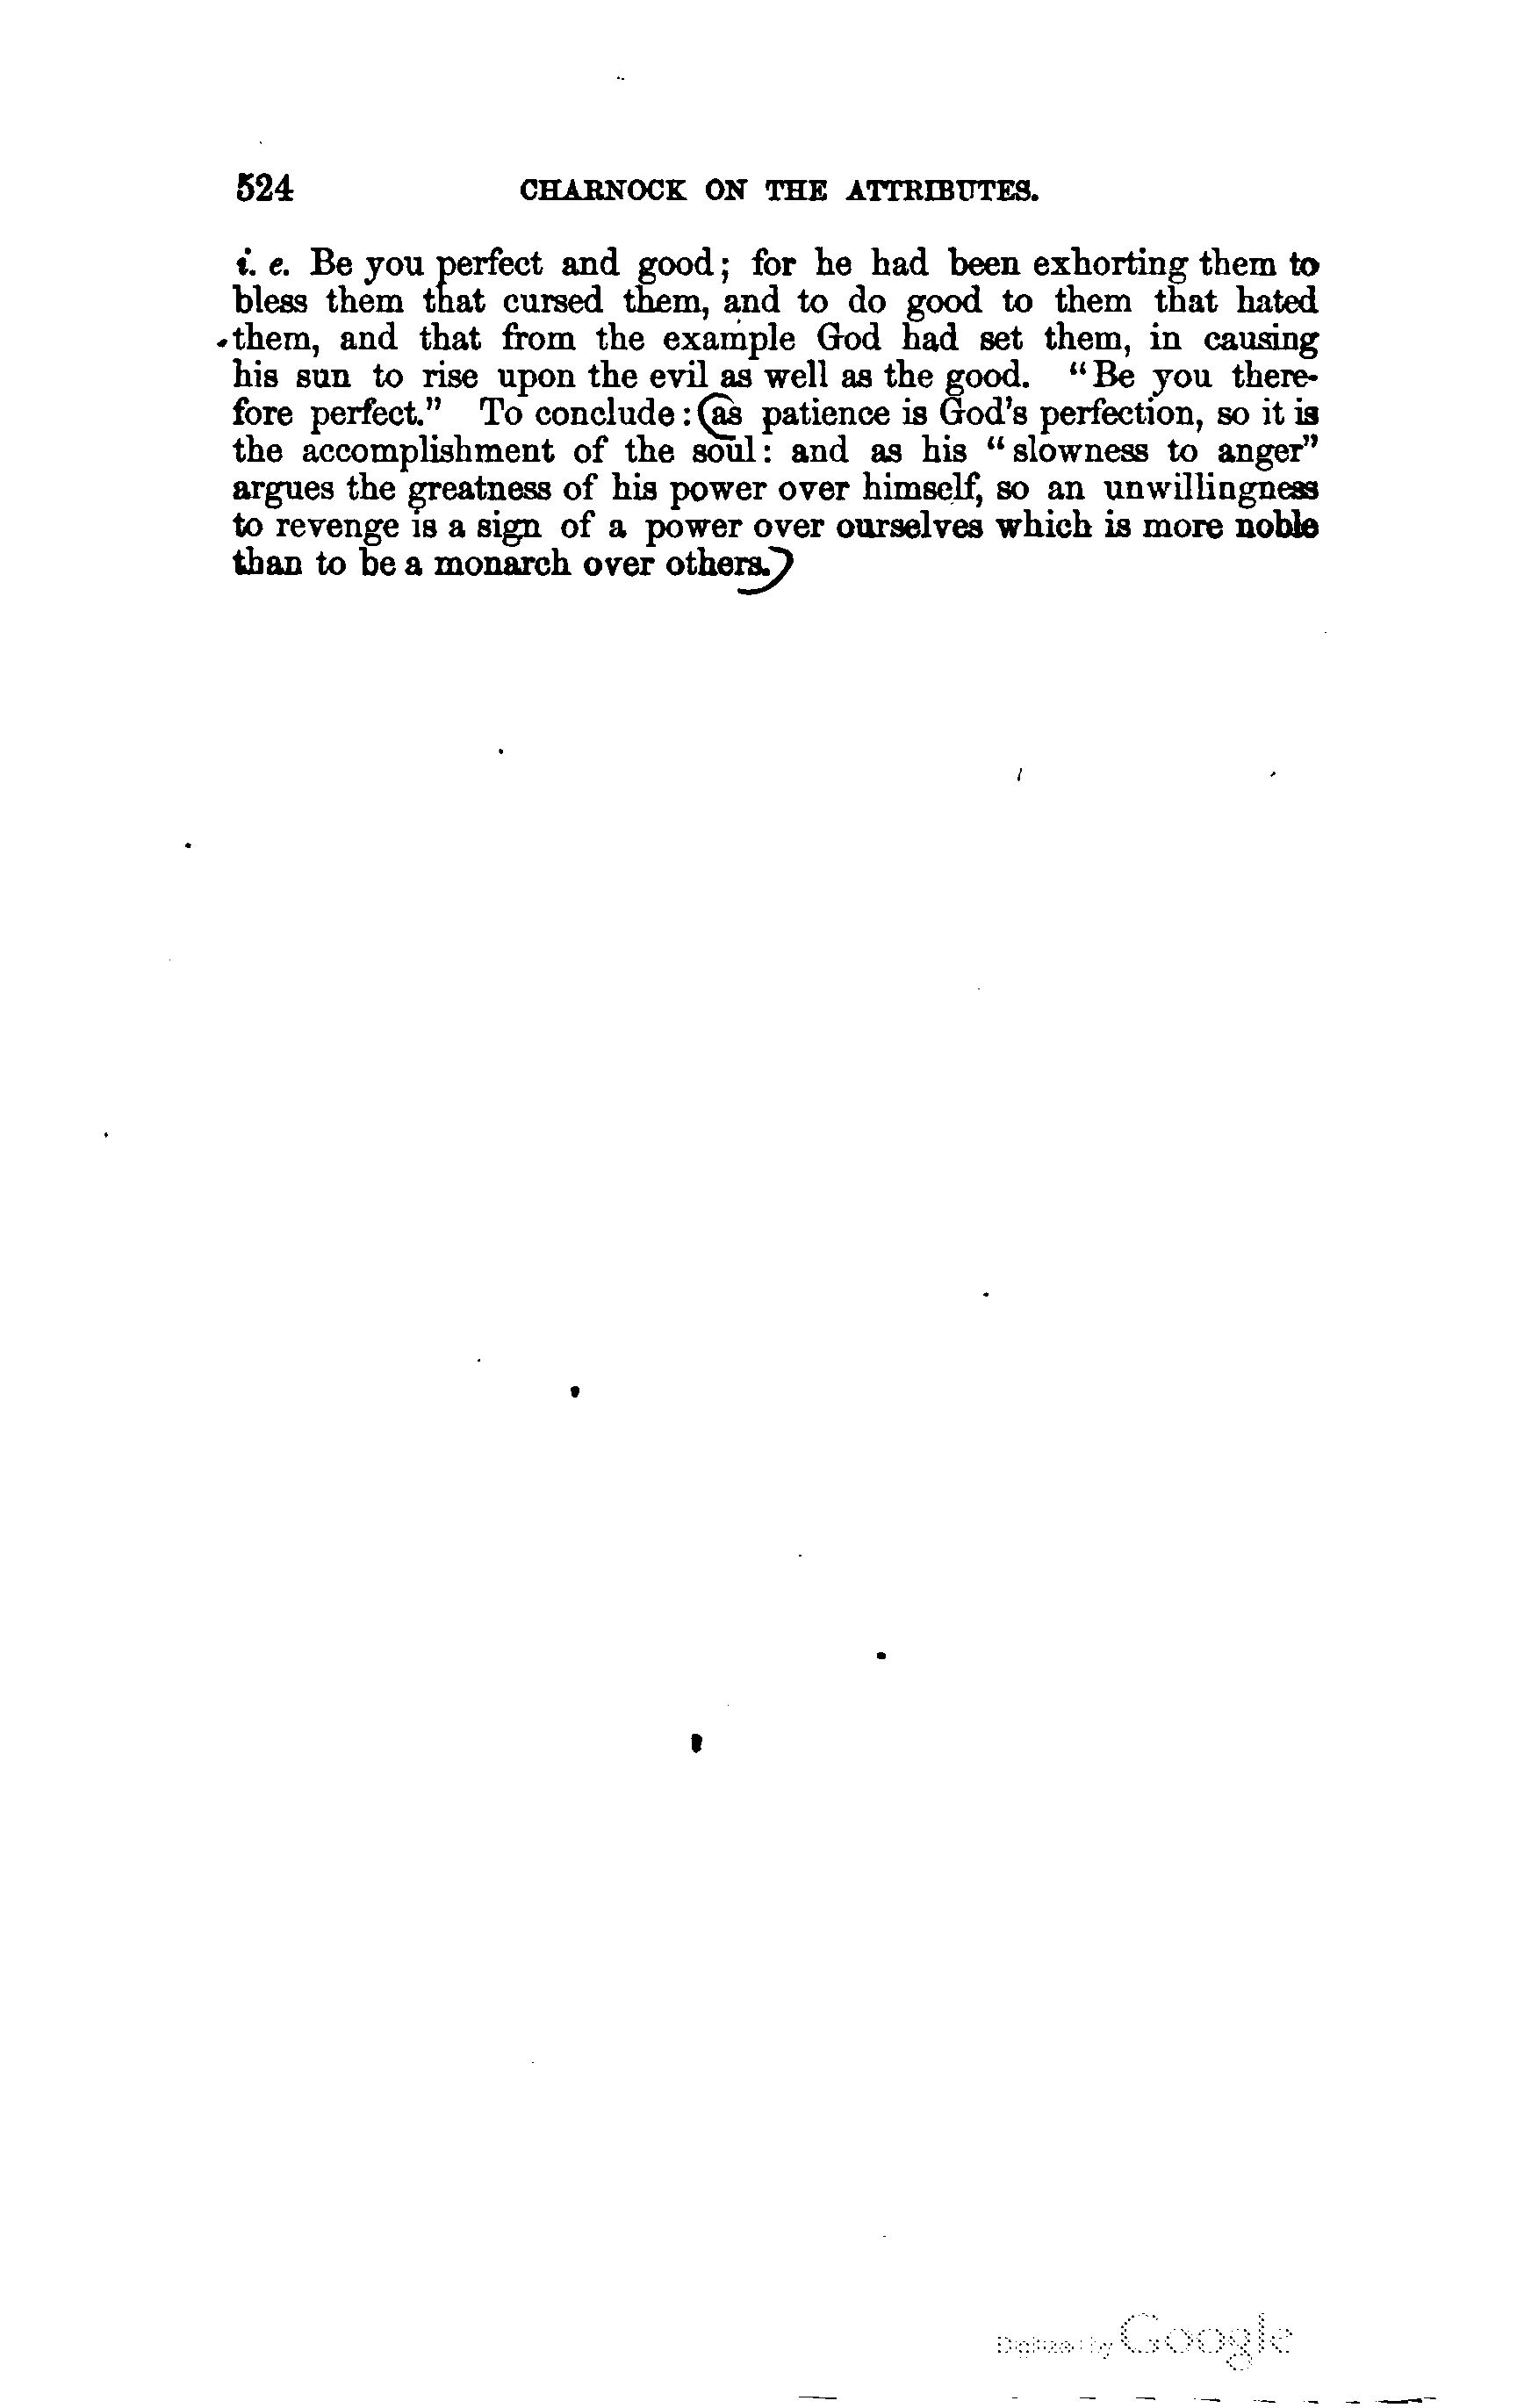 524 CHARNOCK ON THE ATTRIBUTES.
i. e. Be you perfect and good; for he had been exhorting them to
bless them that cursed them, and to do good to them that hated
them, and that from the example God had set them, in causing
his sun to rise upon the evil as well as the good. "Be you there-
fore perfect." To conclude: (as patience is God's perfection, so it is
the accomplishment of the soul: and as his "slowness to anger"
argues the greatness of his power over himself, so an unwillingness
to revenge is a sign of a power over ourselves which is more noble
than to be a monarch over others.)
Digitized by Google